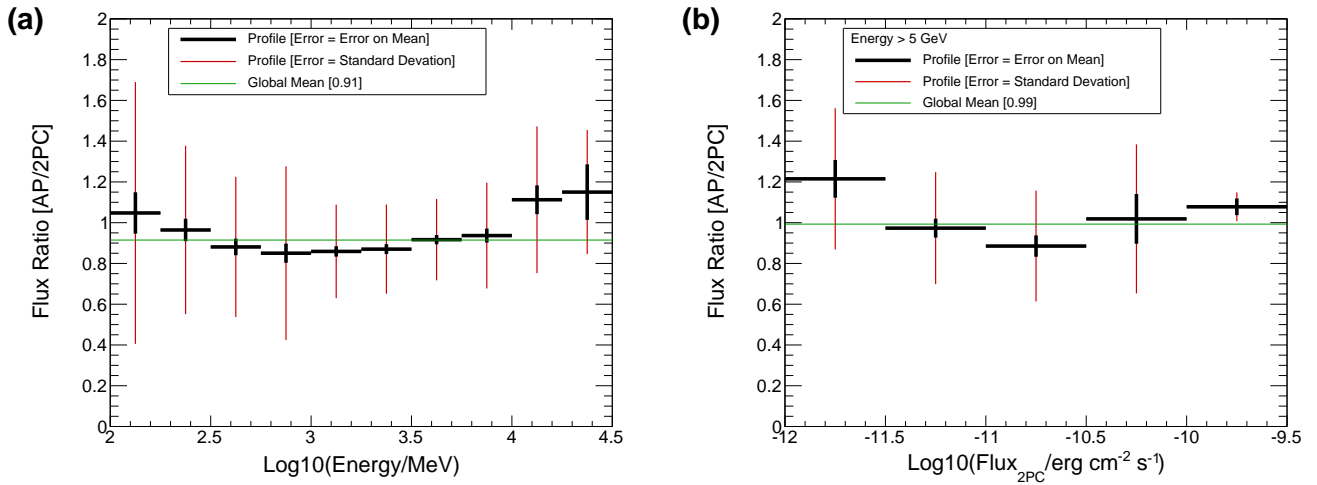 (a)
Profile [Error = Error on Mean]
Profile [Error = Standard Devation]
Global Mean [0.91]
Flux Ratio [AP/2PC]
2
1.8
1.6
1.4
1.2
1
0.8
0.6
0.4
0.2
0
2 2.5 3 3.5 4 4.5
Log10(Energy/MeV)
(b)
Energy > 5 GeV
Profile [Error = Error on Mean]
Profile [Error = Standard Devation]
Global Mean [0.99]
Flux Ratio [AP/2PC]
2
1.8
1.6
1.4
1.2
1
0.8
0.6
0.4
0.2
0
-12 -11.5 -11 -10.5 -10 -9.5
Log10(Flux_2PC/erg cm⁻² s⁻¹)